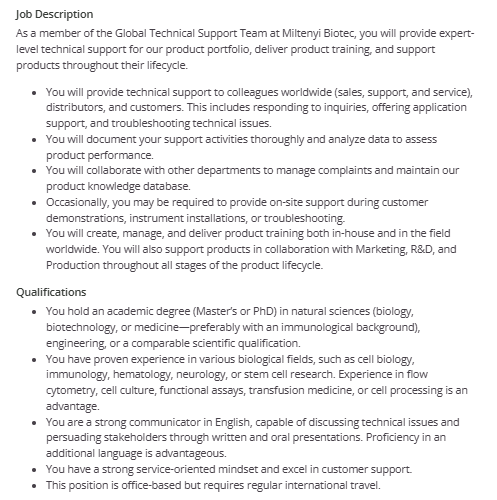 Job Description
As a member of the Global Technical Support Team at Miltenyi Biotec, you will provide expert-
level technical support for our product portfolio, deliver product training, and support
products throughout their lifecycle.
• You will provide technical support to colleagues worldwide (sales, support, and service),
distributors, and customers. This includes responding to inquiries, offering application
support, and troubleshooting technical issues.
• You will document your support activities thoroughly and analyze data to assess
product performance.
• You will collaborate with other departments to manage complaints and maintain our
product knowledge database.
• Occasionally, you may be required to provide on-site support during customer
demonstrations, instrument installations, or troubleshooting.
• You will create, manage, and deliver product training both in-house and in the field
worldwide. You will also support products in collaboration with Marketing, R&D, and
Production throughout all stages of the product lifecycle.
Qualifications
• You hold an academic degree (Master's or PhD) in natural sciences (biology,
biotechnology, or medicine—preferably with an immunological background),
engineering, or a comparable scientific qualification.
• You have proven experience in various biological fields, such as cell biology,
immunology, hematology, neurology, or stem cell research. Experience in flow
cytometry, cell culture, functional assays, transfusion medicine, or cell processing is an
advantage.
• You are a strong communicator in English, capable of discussing technical issues and
persuading stakeholders through written and oral presentations. Proficiency in an
additional language is advantageous.
• You have a strong service-oriented mindset and excel in customer support.
• This position is office-based but requires regular international travel.